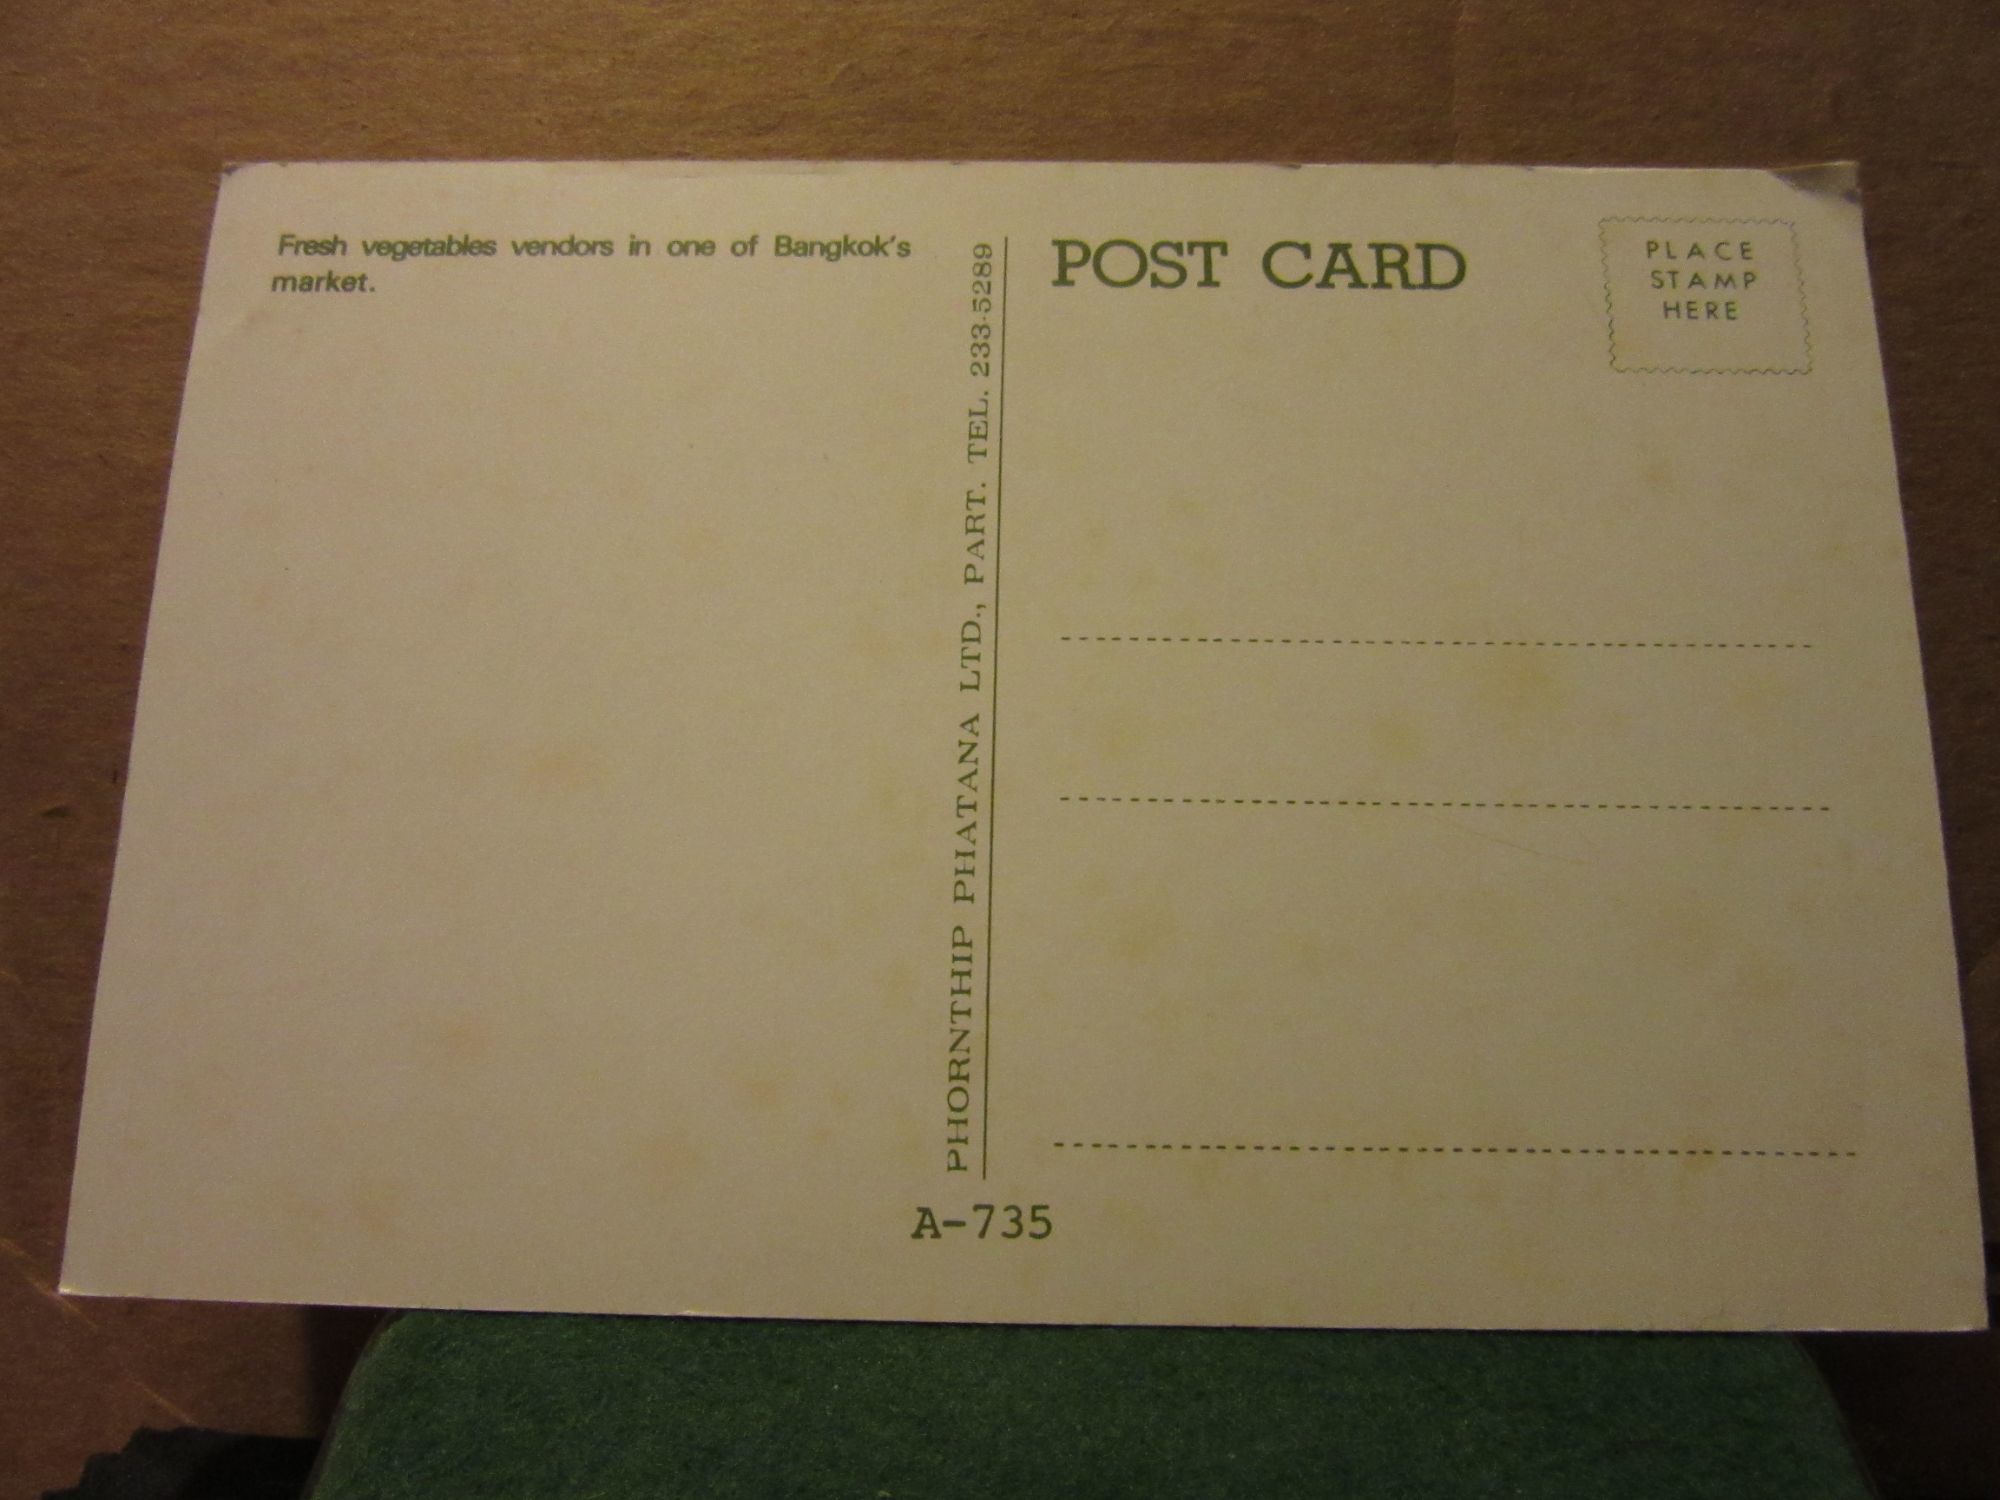 Fresh vegetables vendors in one of Bangkok's
market.
PHORNTHIP PHATANA LTD., PART. TEL. 233-5289
POST CARD
PLACE
STAMP
HERE
A-735